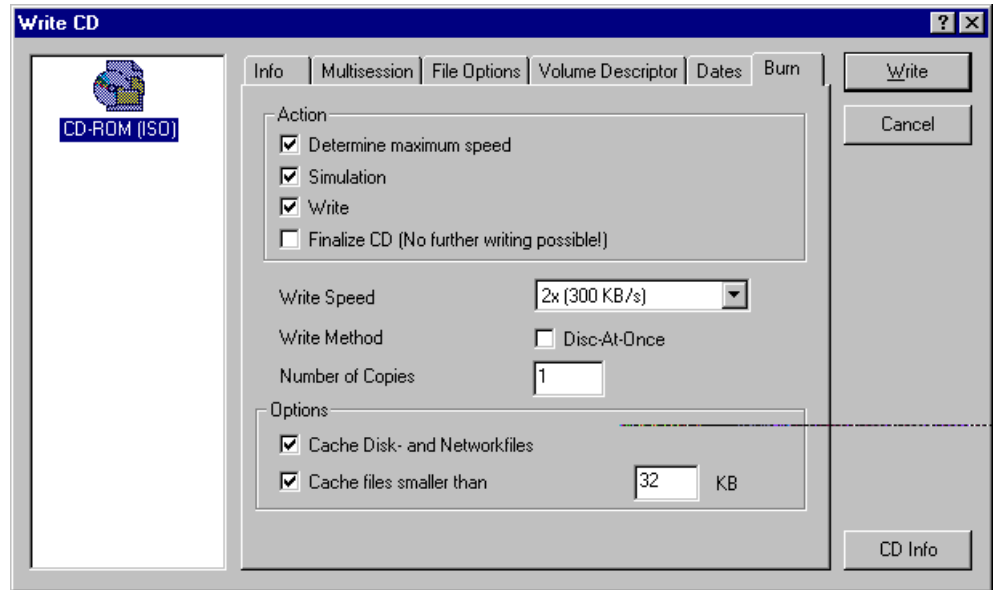 Write CD
CD-ROM (ISO)
Info Multisession File Options Volume Descriptor Dates Burn
Write
Cancel
Action
Determine maximum speed
Simulation
Write
Finalize CD (No further writing possible!)
Write Speed 2x (300 KB/s)
Write Method Disc-At-Once
Number of Copies 1
Options
Cache Disk- and Networkfiles
Cache files smaller than 32 KB
CD Info